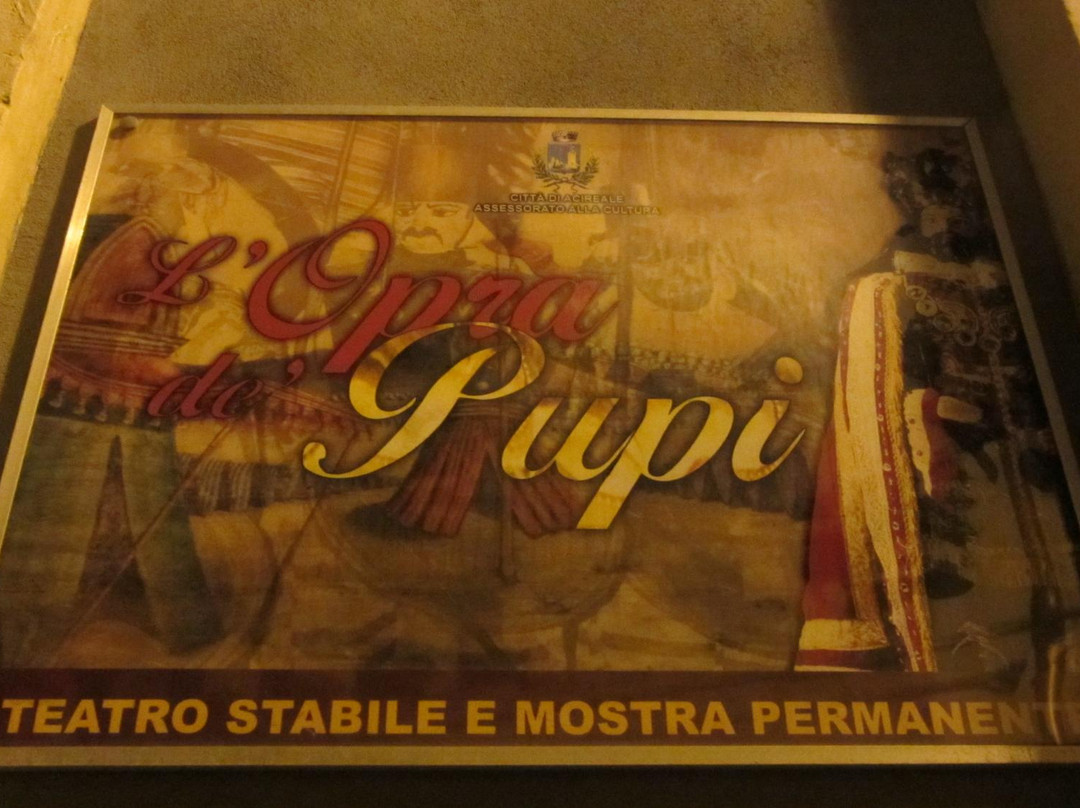 CITTÀ DI ACIREALE
ASSESSORATO ALLA CULTURA
L'Opra
de' Pupi
TEATRO STABILE E MOSTRA PERMANENTE